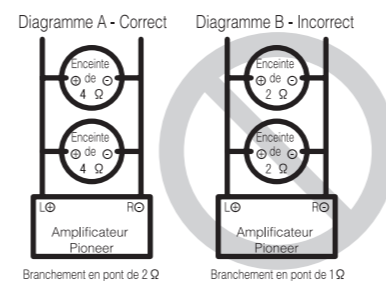 Diagramme A - Correct
Enceinte
⊕ de ⊖
4 Ω
Enceinte
⊕ de ⊖
4 Ω
L⊕ R⊖
Amplificateur
Pioneer
Branchement en pont de 2 Ω
Diagramme B - Incorrect
Enceinte
⊕ de ⊖
2 Ω
Enceinte
⊕ de ⊖
2 Ω
L⊕ R⊖
Amplificateur
Pioneer
Branchement en pont de 1 Ω